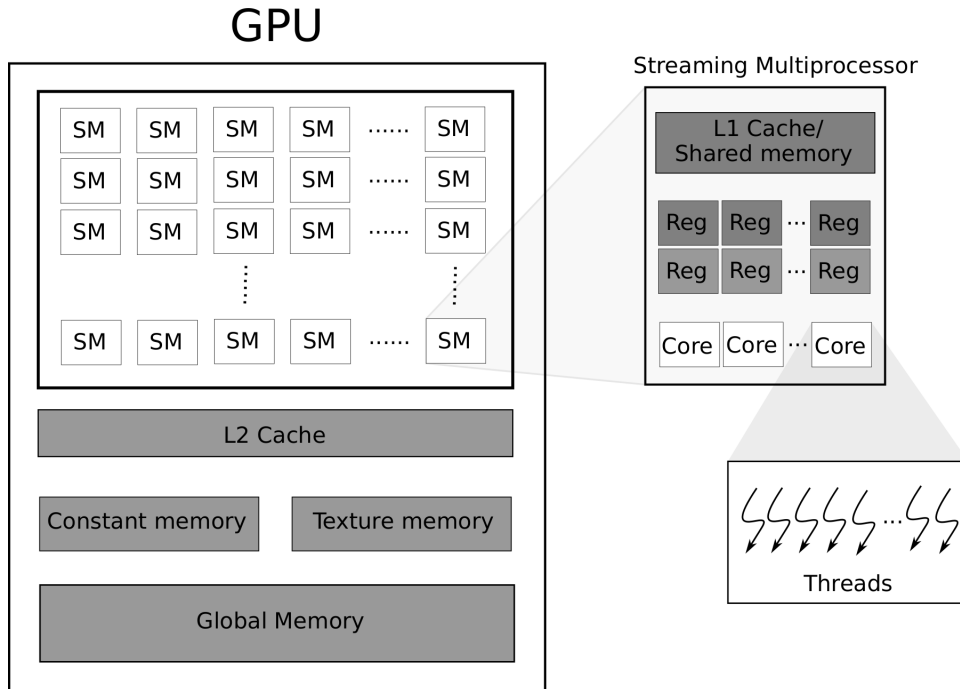 GPU
SM SM SM SM ...... SM
SM SM SM SM ...... SM
SM SM SM SM ...... SM
SM SM SM SM ...... SM
L2 Cache
Constant memory
Texture memory
Global Memory
Streaming Multiprocessor
L1 Cache/
Shared memory
Reg Reg ... Reg
Reg Reg ... Reg
Core Core ... Core
...
Threads